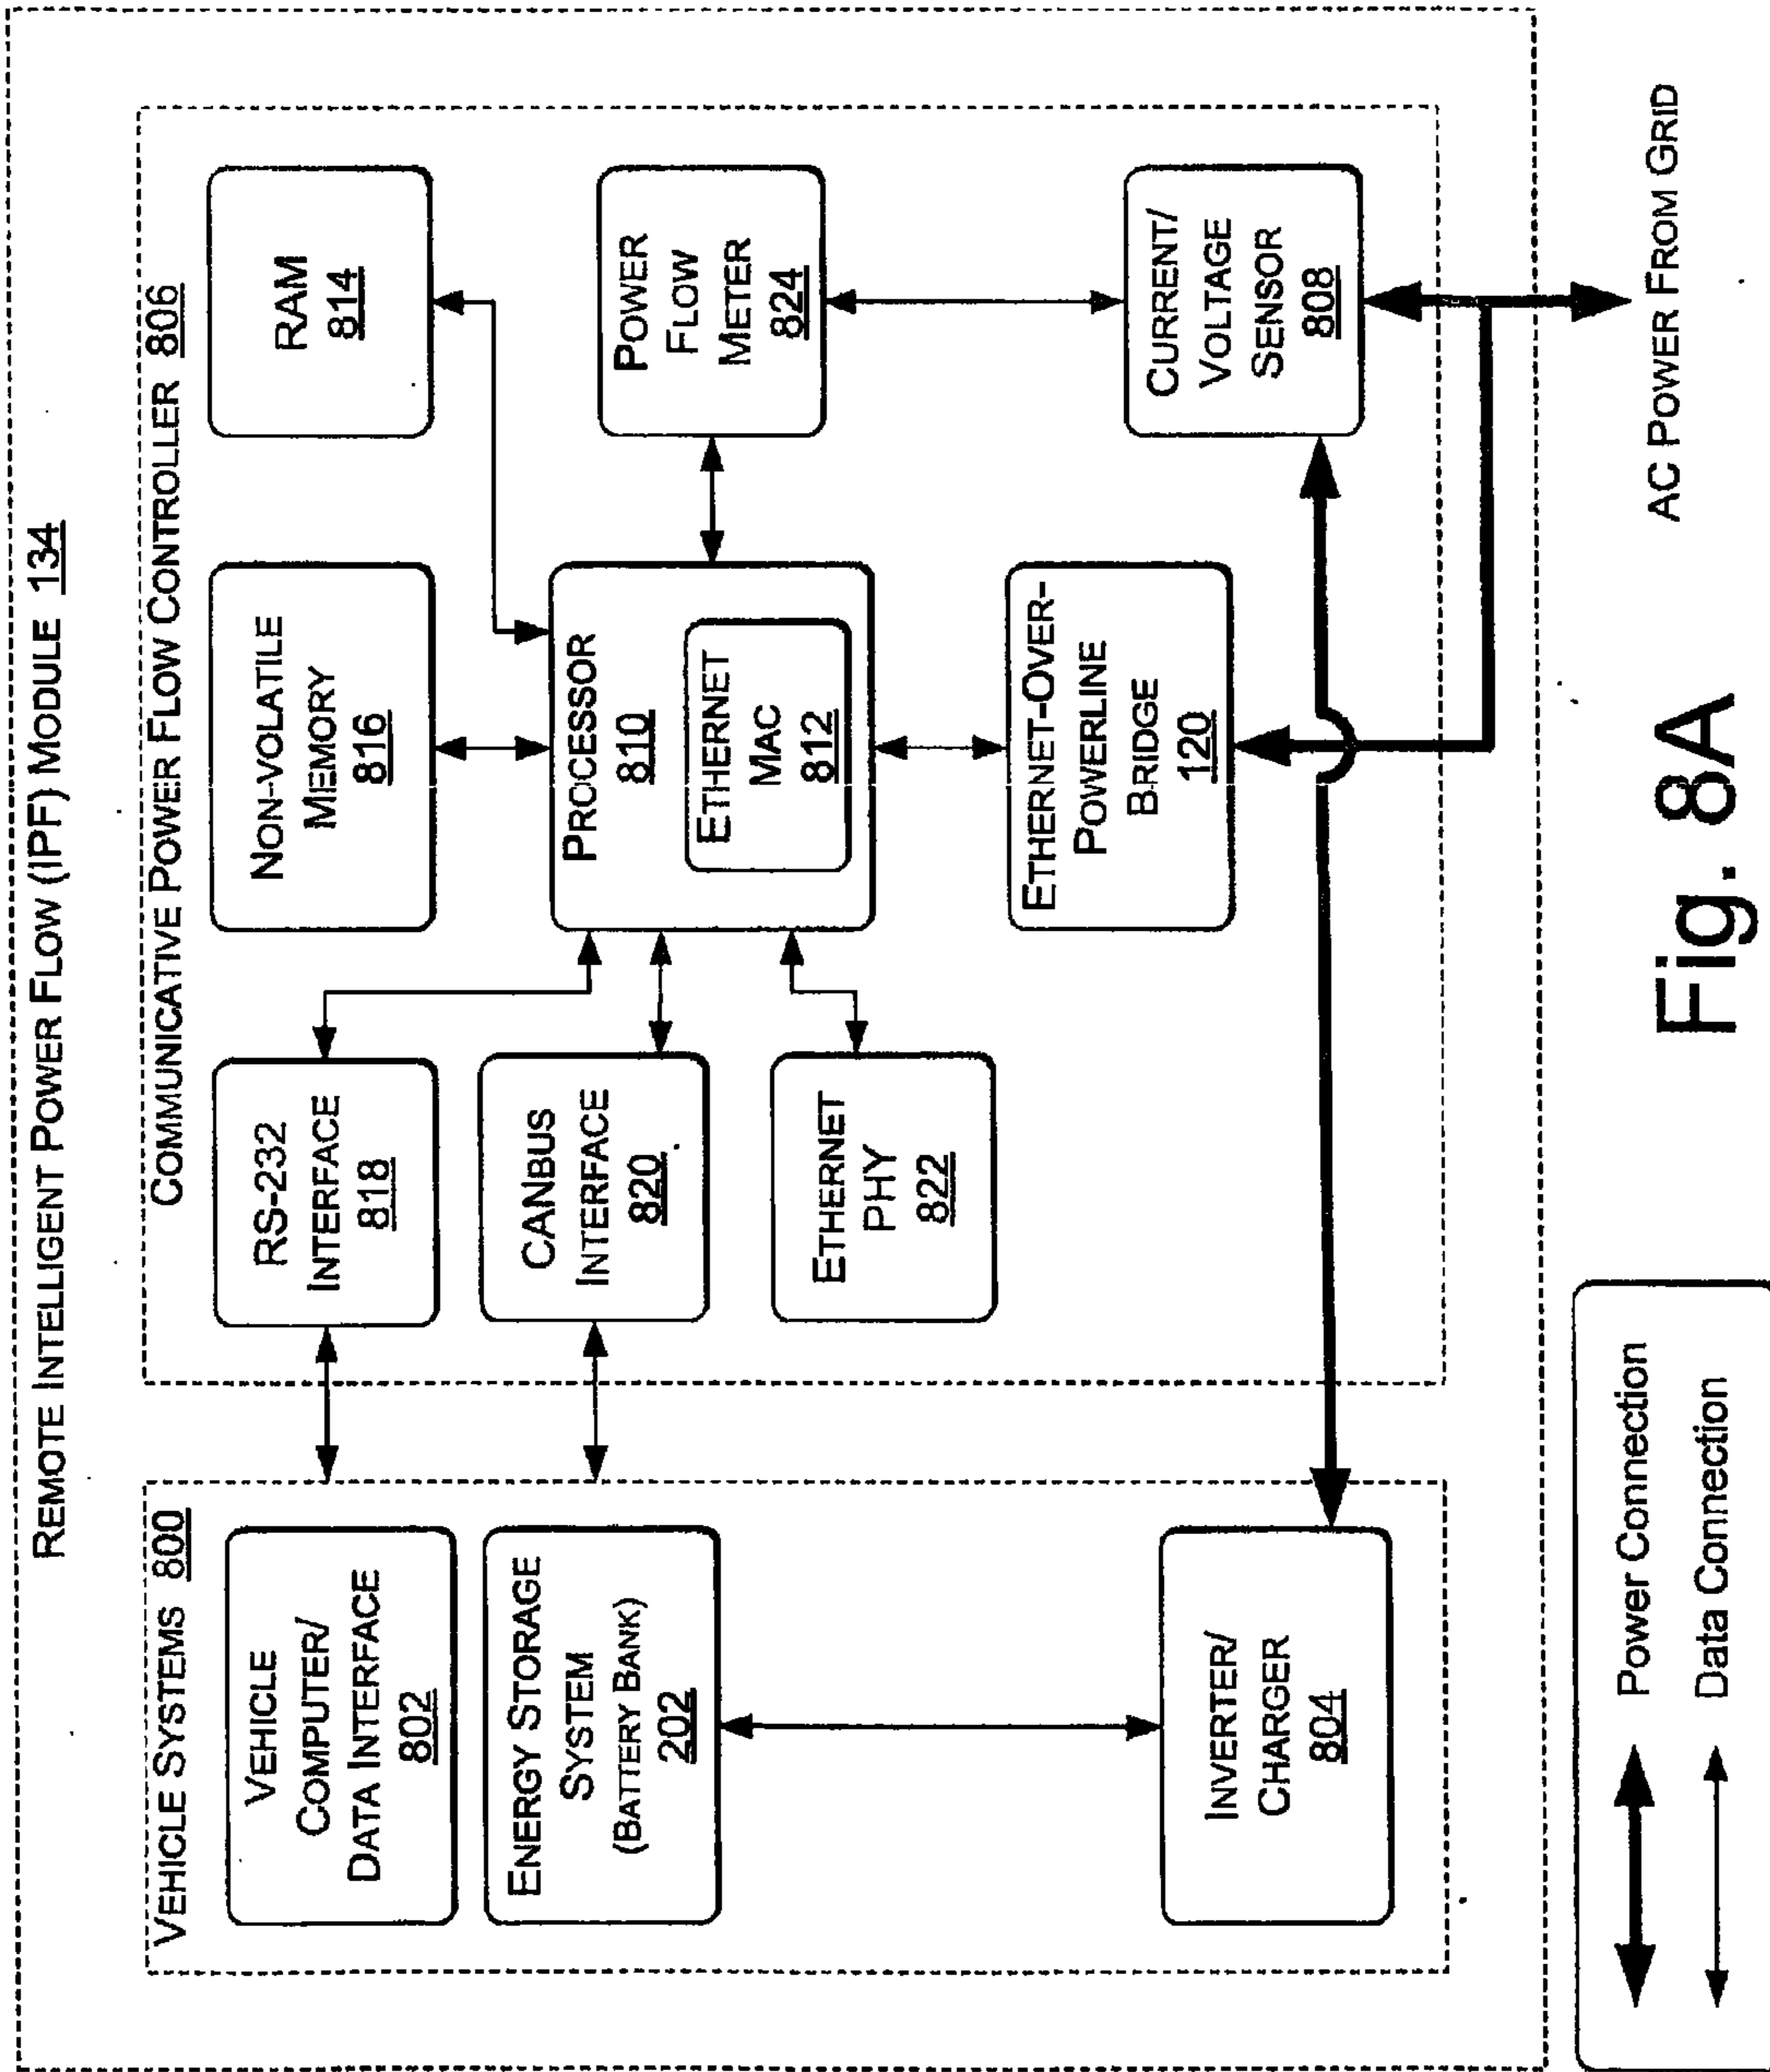 REMOTE INTELLIGENT POWER FLOW (IPF) MODULE 134
VEHICLE SYSTEMS 800
VEHICLE
COMPUTER/
DATA INTERFACE
802
ENERGY STORAGE
SYSTEM
(BATTERY BANK)
202
INVERTER/
CHARGER
804
COMMUNICATIVE POWER FLOW CONTROLLER 806
RS-232
INTERFACE
818
CANBUS
INTERFACE
820
ETHERNET
PHY
822
NON-VOLATILE
MEMORY
816
PROCESSOR
810
ETHERNET
MAC
812
ETHERNET-OVER-
POWERLINE
BRIDGE
120
RAM
814
POWER
FLOW
METER
824
CURRENT/
VOLTAGE
SENSOR
808
AC POWER FROM GRID
Power Connection
Data Connection
Fig. 8A